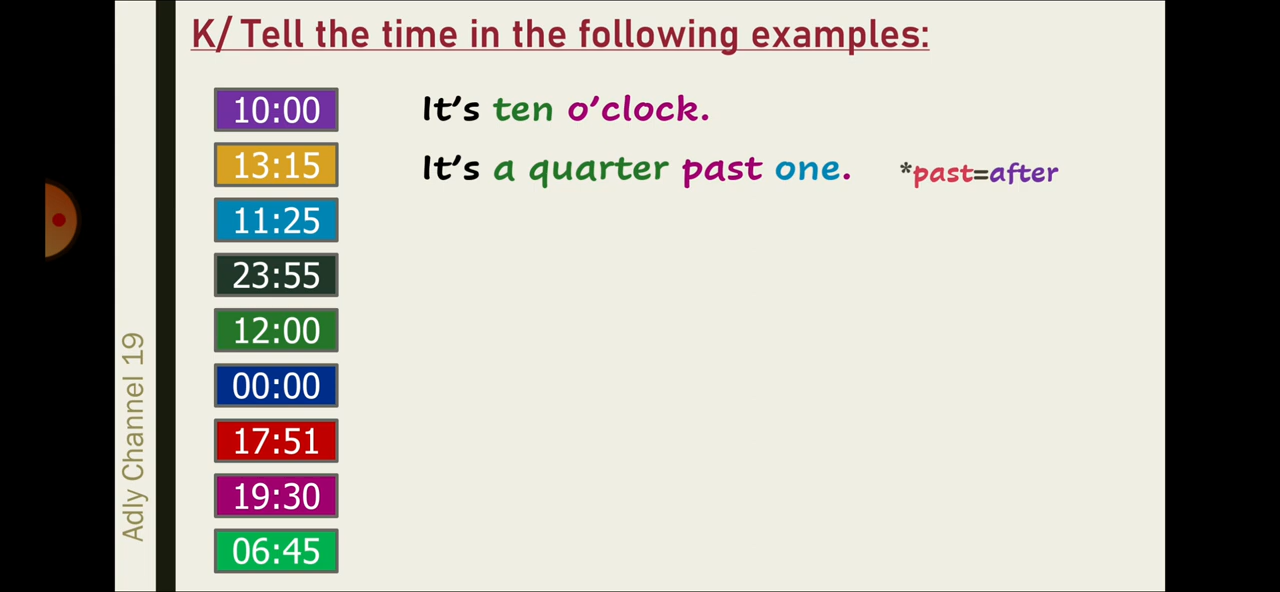 K/ Tell the time in the following examples:
10:00 It's ten o'clock.
13:15 It's a quarter past one. *past=after
11:25
23:55
12:00
00:00
17:51
19:30
06:45
Adly Channel 19